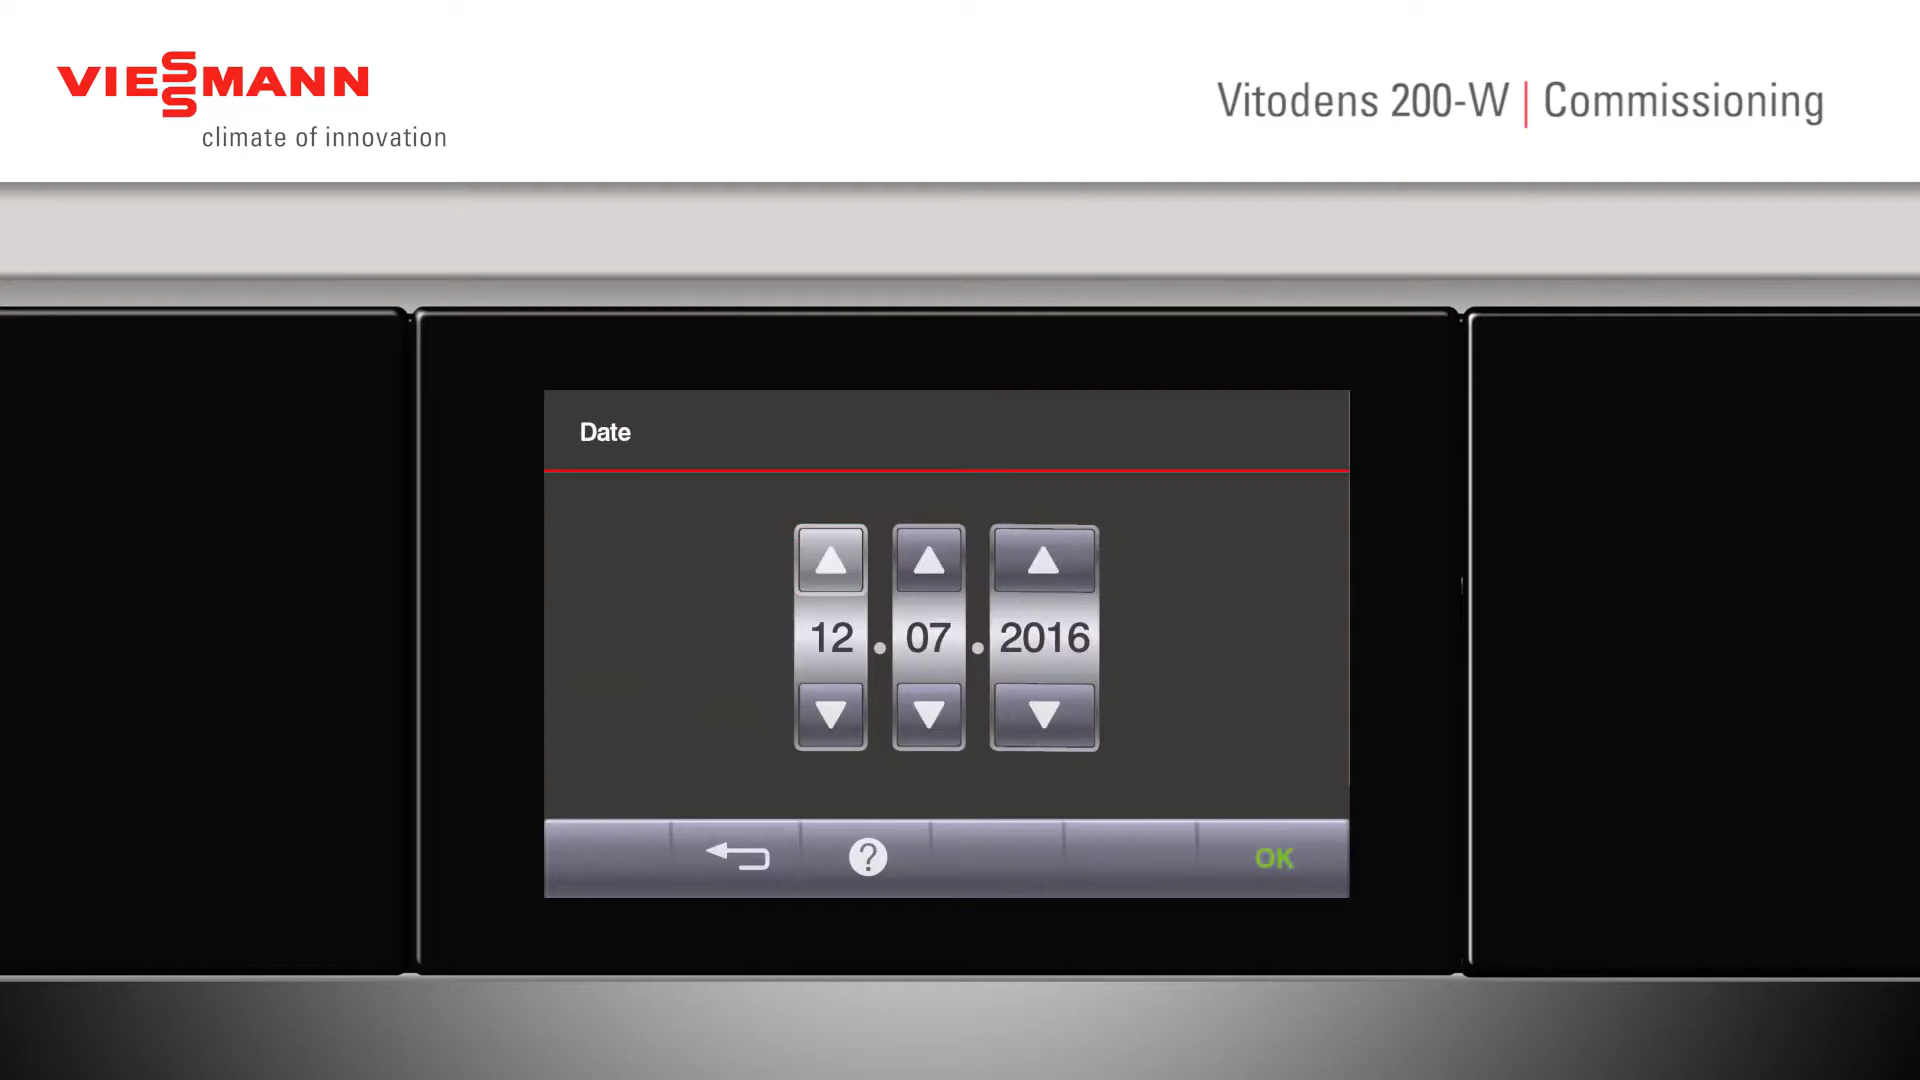 VIESSMANN
climate of innovation
Vitodens 200-W | Commissioning
Date
12.07.2016
?
OK